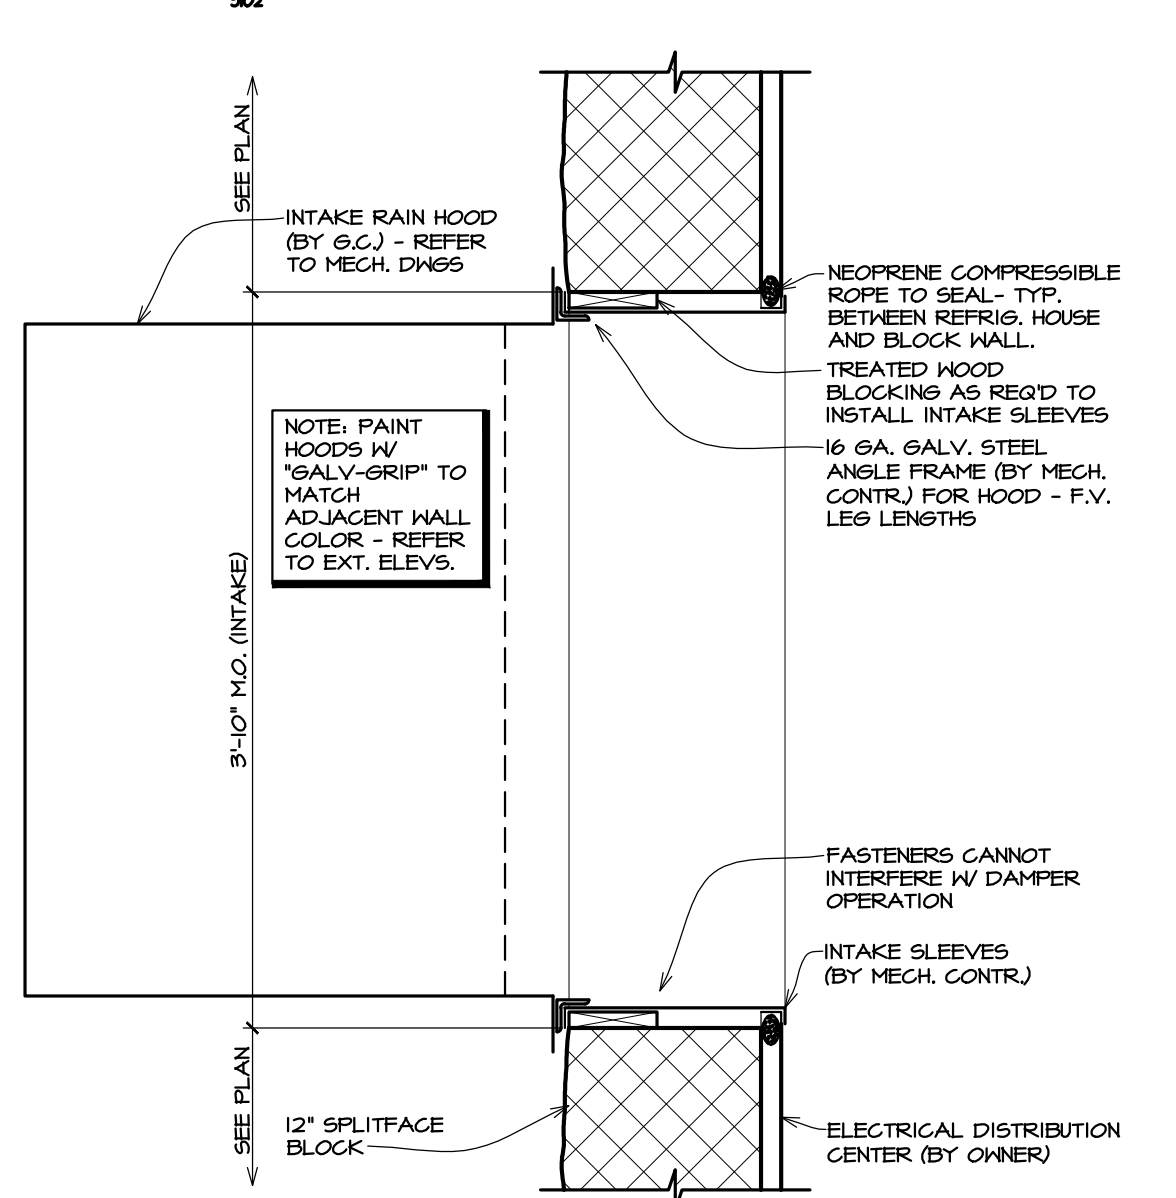 SEE PLAN
INTAKE RAIN HOOD
(BY G.C.) - REFER
TO MECH. DWGS
NEOPRENE COMPRESSIBLE
ROPE TO SEAL- TYP.
BETWEEN REFRIG. HOUSE
AND BLOCK WALL.
TREATED WOOD
BLOCKING AS REQ'D TO
INSTALL INTAKE SLEEVES
16 GA. GALV. STEEL
ANGLE FRAME (BY MECH.
CONTR.) FOR HOOD - F.V.
LEG LENGTHS
NOTE: PAINT
HOODS W/
"GALV-GRIP" TO
MATCH
ADJACENT WALL
COLOR - REFER
TO EXT. ELEVS.
3'-10" M.O. (INTAKE)
FASTENERS CANNOT
INTERFERE W/ DAMPER
OPERATION
INTAKE SLEEVES
(BY MECH. CONTR.)
SEE PLAN
12" SPLITFACE
BLOCK
ELECTRICAL DISTRIBUTION
CENTER (BY OWNER)